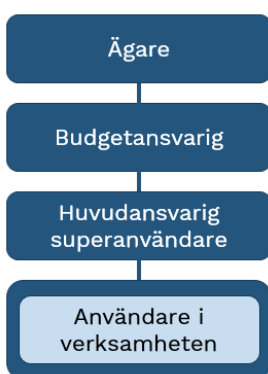 Ägare
Budgetansvarig
Huvudansvarig
superanvändare
Användare i
verksamheten